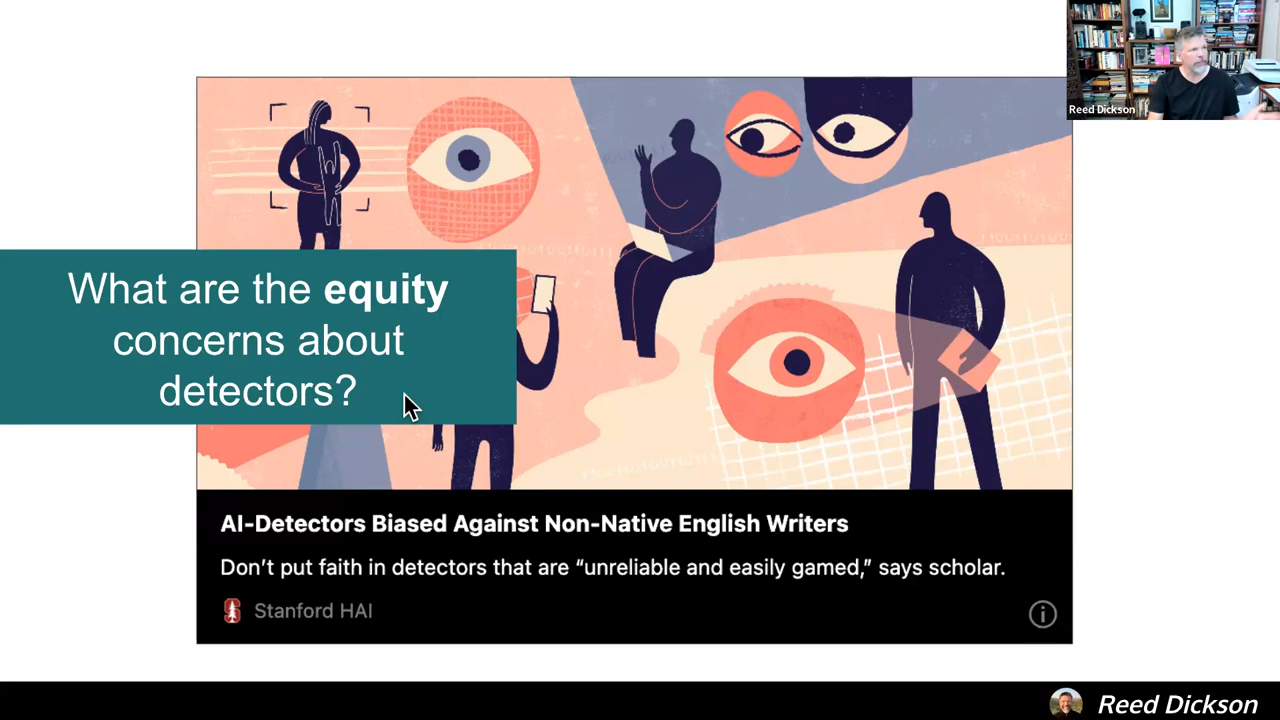 Reed Dickson
What are the equity
concerns about
detectors?
AI-Detectors Biased Against Non-Native English Writers
Don’t put faith in detectors that are “unreliable and easily gamed,” says scholar.
Stanford HAI
Reed Dickson